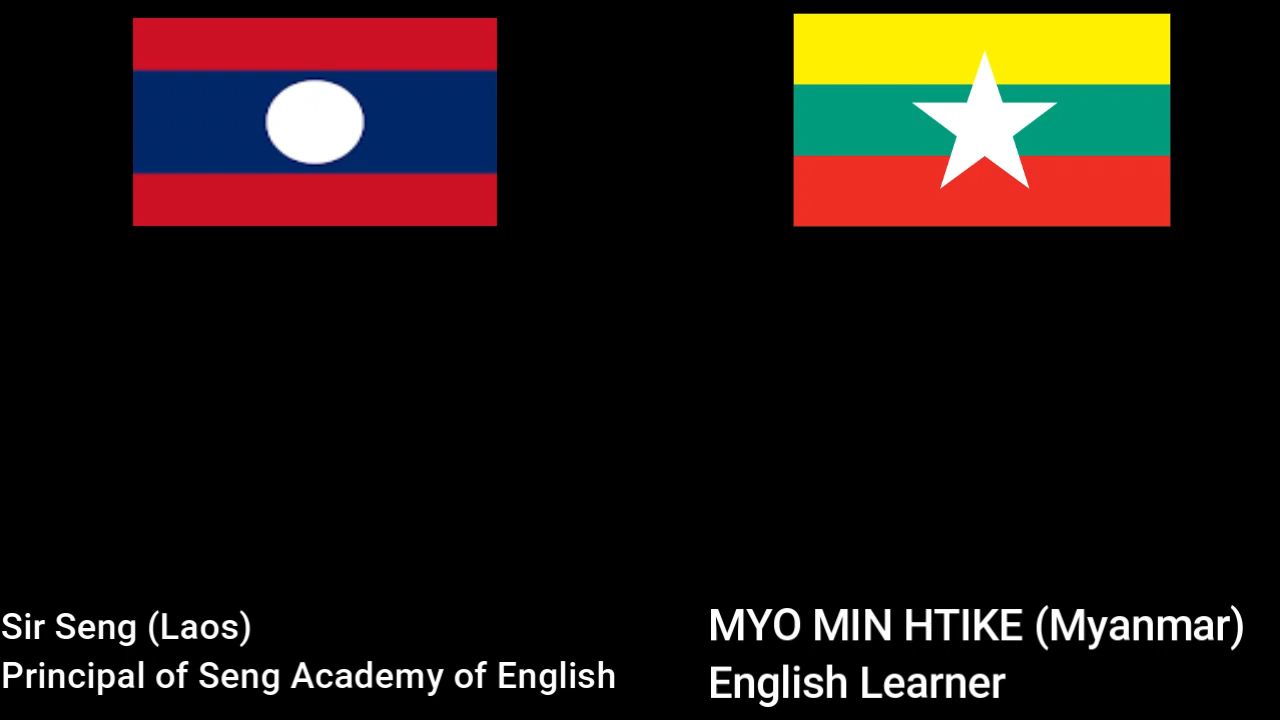 Sir Seng (Laos)
Principal of Seng Academy of English
MYO MIN HTIKE (Myanmar)
English Learner